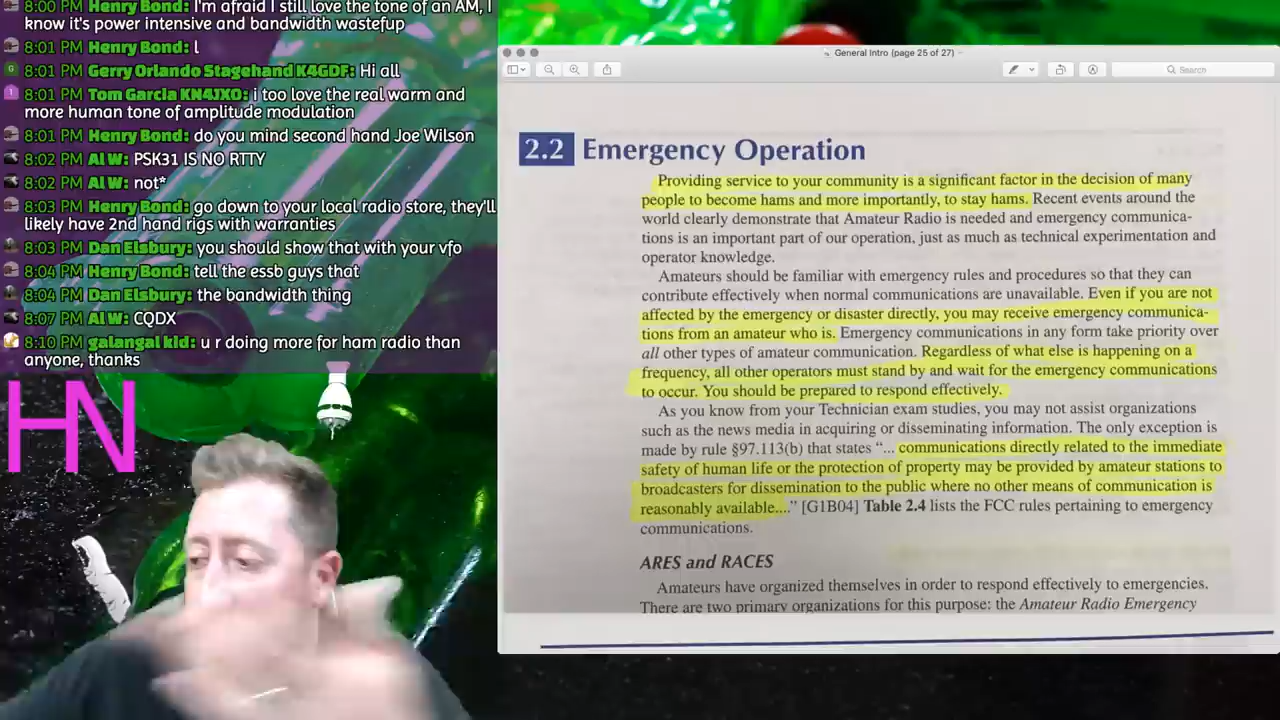 8:00 PM Henry Bond: I'm afraid I still love the tone of an AM, I
know it's power intensive and bandwidth wastefup
8:01 PM Henry Bond: l
8:01 PM Gerry Orlando Stagehand K4GDF: Hi all
8:01 PM Tom Garcia KN4JXO: i too love the real warm and
more human tone of amplitude modulation
8:01 PM Henry Bond: do you mind second hand Joe Wilson
8:02 PM Al W: PSK31 IS NO RTTY
8:02 PM Al W: not*
8:03 PM Henry Bond: go down to your local radio store, they'll
likely have 2nd hand rigs with warranties
8:03 PM Dan Elsbury: you should show that with your vfo
8:04 PM Henry Bond: tell the essb guys that
8:04 PM Dan Elsbury: the bandwidth thing
8:07 PM Al W: CQDX
8:10 PM galangal kid: u r doing more for ham radio than
anyone, thanks
HN
General Intro (page 25 of 27)
Search
2.2 Emergency Operation
Providing service to your community is a significant factor in the decision of many
people to become hams and more importantly, to stay hams. Recent events around the
world clearly demonstrate that Amateur Radio is needed and emergency communica-
tions is an important part of our operation, just as much as technical experimentation and
operator knowledge.
Amateurs should be familiar with emergency rules and procedures so that they can
contribute effectively when normal communications are unavailable. Even if you are not
affected by the emergency or disaster directly, you may receive emergency communica-
tions from an amateur who is. Emergency communications in any form take priority over
all other types of amateur communication. Regardless of what else is happening on a
frequency, all other operators must stand by and wait for the emergency communications
to occur. You should be prepared to respond effectively.
As you know from your Technician exam studies, you may not assist organizations
such as the news media in acquiring or disseminating information. The only exception is
made by rule §97.113(b) that states “... communications directly related to the immediate
safety of human life or the protection of property may be provided by amateur stations to
broadcasters for dissemination to the public where no other means of communication is
reasonably available....” [G1B04] Table 2.4 lists the FCC rules pertaining to emergency
communications.
ARES and RACES
Amateurs have organized themselves in order to respond effectively to emergencies.
There are two primary organizations for this purpose: the Amateur Radio Emergency